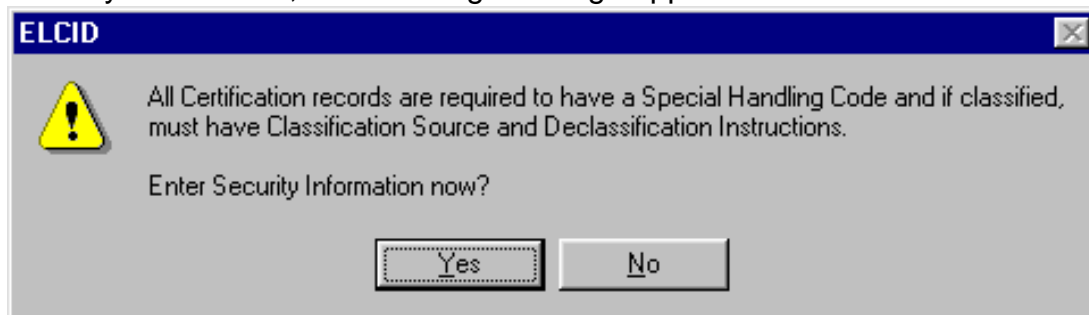 ELCID
All Certification records are required to have a Special Handling Code and if classified,
must have Classification Source and Declassification Instructions.
Enter Security Information now?
Yes No